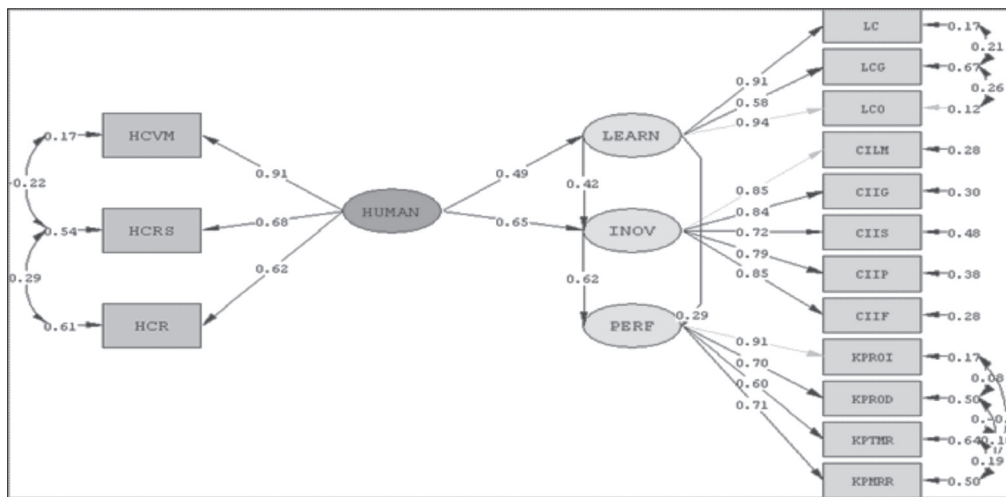 LC
0.17
0.21
LCG
0.67
0.91
0.26
0.58
LCO
0.12
0.94
HCVM
0.17
LEARN
CILM
0.28
-0.22
0.91
0.49
0.42
0.85
CIIG
0.30
0.84
HUMAN
HCRS
0.54
0.68
0.65
INOV
0.72
CIIS
0.48
0.79
CIIP
0.38
0.29
0.62
0.62
0.85
HCR
0.61
PERF
0.29
CIIF
0.28
0.91
KPROI
0.17
0.70
0.08
0.60
KPROD
0.50
0.71
KPTMR
0.64
0.19
KPMRR
0.50